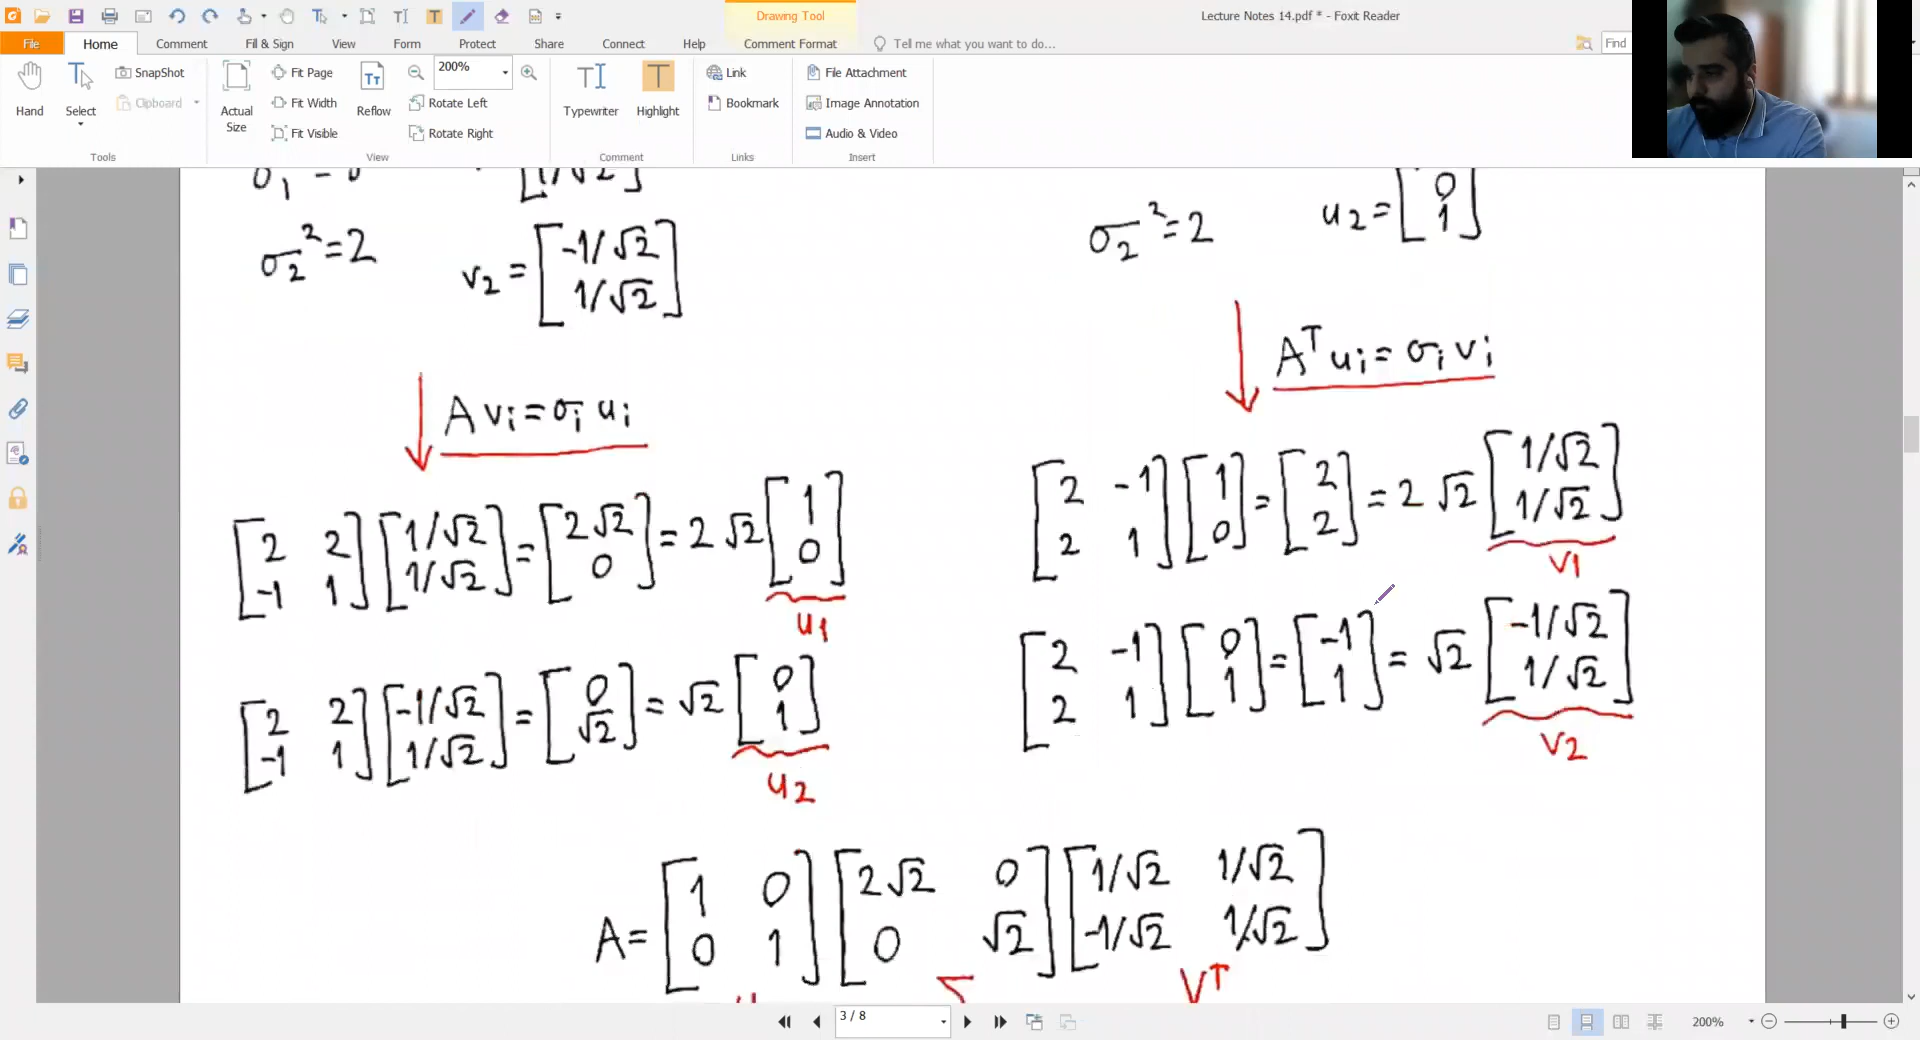 Lecture Notes 14.pdf * - Foxit Reader
Drawing Tool
File Home Comment Fill & Sign View Form Protect Share Connect Help Comment Format Tell me what you want to do... Find
Hand Select SnapShot Clipboard Actual Size Fit Page Fit Width Fit Visible Reflow 200% Rotate Left Rotate Right Typewriter Highlight Link Bookmark File Attachment Image Annotation Audio & Video
Tools View Comment Links Insert
σ₂² = 2
v₂ = [-1/√2
1/√2]
σ₂² = 2
u₂ = [0
1]
A vᵢ = σᵢ uᵢ
[2 2
-1 1] [1/√2
1/√2] = [2√2
0] = 2√2 [1
0]
u₁
[2 2
-1 1] [-1/√2
1/√2] = [0
√2] = √2 [0
1]
u₂
Aᵀ uᵢ = σᵢ vᵢ
[2 -1
2 1] [1
0] = [2
2] = 2√2 [1/√2
1/√2]
v₁
[2 -1
2 1] [0
1] = [-1
1] = √2 [-1/√2
1/√2]
v₂
A = [1 0
0 1] [2√2 0
0 √2] [1/√2 1/√2
-1/√2 1/√2]
Vᵀ
3 / 8
200%